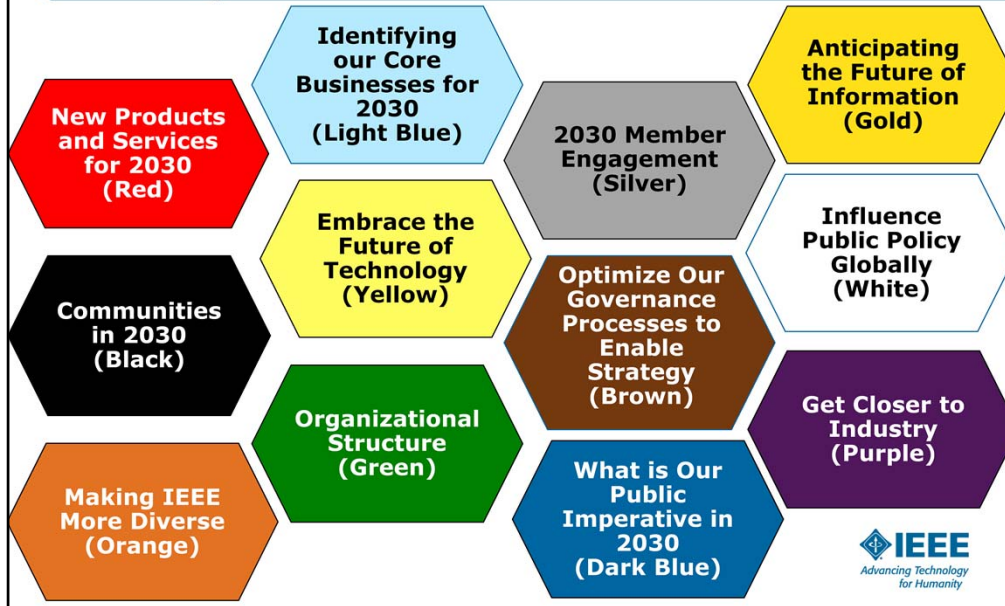 New Products
and Services
for 2030
(Red)
Communities
in 2030
(Black)
Making IEEE
More Diverse
(Orange)
Identifying
our Core
Businesses for
2030
(Light Blue)
Embrace the
Future of
Technology
(Yellow)
Organizational
Structure
(Green)
2030 Member
Engagement
(Silver)
Optimize Our
Governance
Processes to
Enable
Strategy
(Brown)
What is Our
Public
Imperative in
2030
(Dark Blue)
Anticipating
the Future of
Information
(Gold)
Influence
Public Policy
Globally
(White)
Get Closer to
Industry
(Purple)
IEEE
Advancing Technology
for Humanity